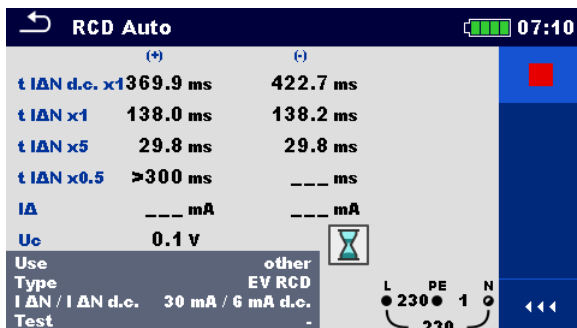 RCD Auto 07:10
(+) (-)
t IΔN d.c. x1 369.9 ms 422.7 ms
t IΔN x1 138.0 ms 138.2 ms
t IΔN x5 29.8 ms 29.8 ms
t IΔN x0.5 >300 ms ___ ms
IΔ ___ mA ___ mA
Uc 0.1 V
Use other
Type EV RCD
I ΔN / I ΔN d.c. 30 mA / 6 mA d.c.
Test -
L PE N
230 1
230